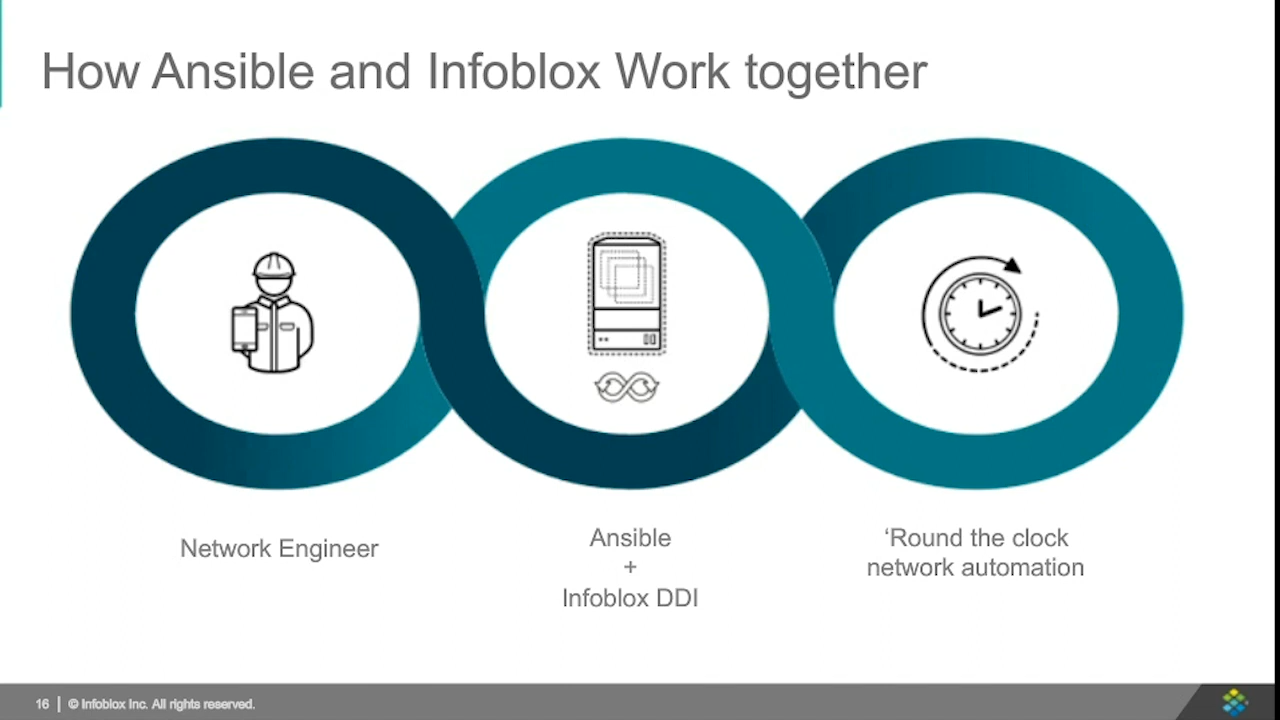 How Ansible and Infoblox Work together
Network Engineer
Ansible
+
Infoblox DDI
‘Round the clock
network automation
16 | © Infoblox Inc. All rights reserved.